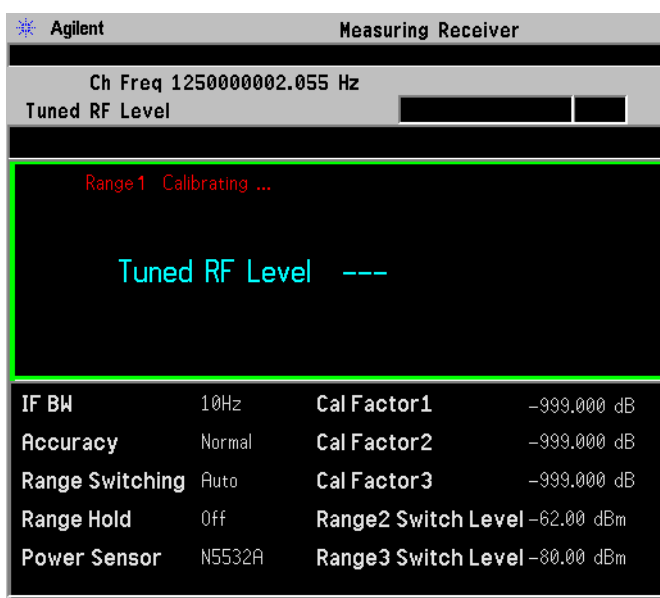 Agilent Measuring Receiver
Ch Freq 1250000002.055 Hz
Tuned RF Level
Range 1 Calibrating ...
Tuned RF Level ---
IF BW 10Hz Cal Factor1 -999.000 dB
Accuracy Normal Cal Factor2 -999.000 dB
Range Switching Auto Cal Factor3 -999.000 dB
Range Hold Off Range2 Switch Level -62.00 dBm
Power Sensor N5532A Range3 Switch Level -80.00 dBm